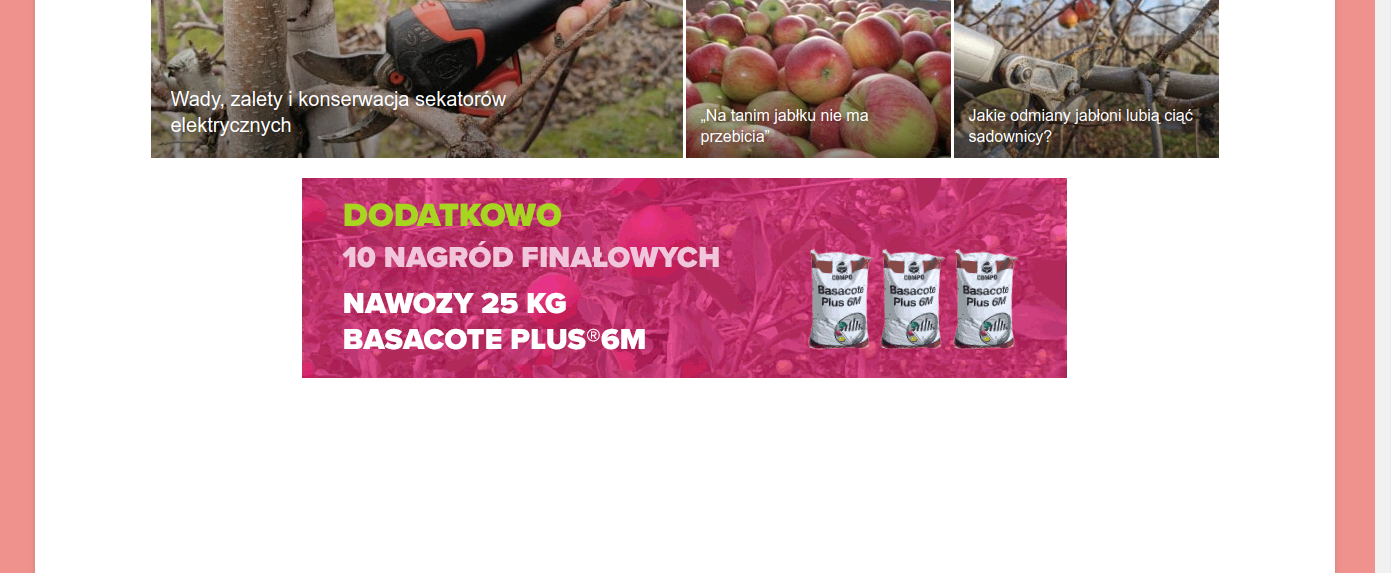 Wady, zalety i konserwacja sekatorów
elektrycznych
„Na tanim jabłku nie ma
przebicia”
Jakie odmiany jabłoni lubią ciąć
sadownicy?
DODATKOWO
10 NAGRÓD FINAŁOWYCH
NAWOZY 25 KG
BASACOTE PLUS®6M
COMPO
Basacote
Plus 6M
COMPO
Basacote
Plus 6M
COMPO
Basacote
Plus 6M